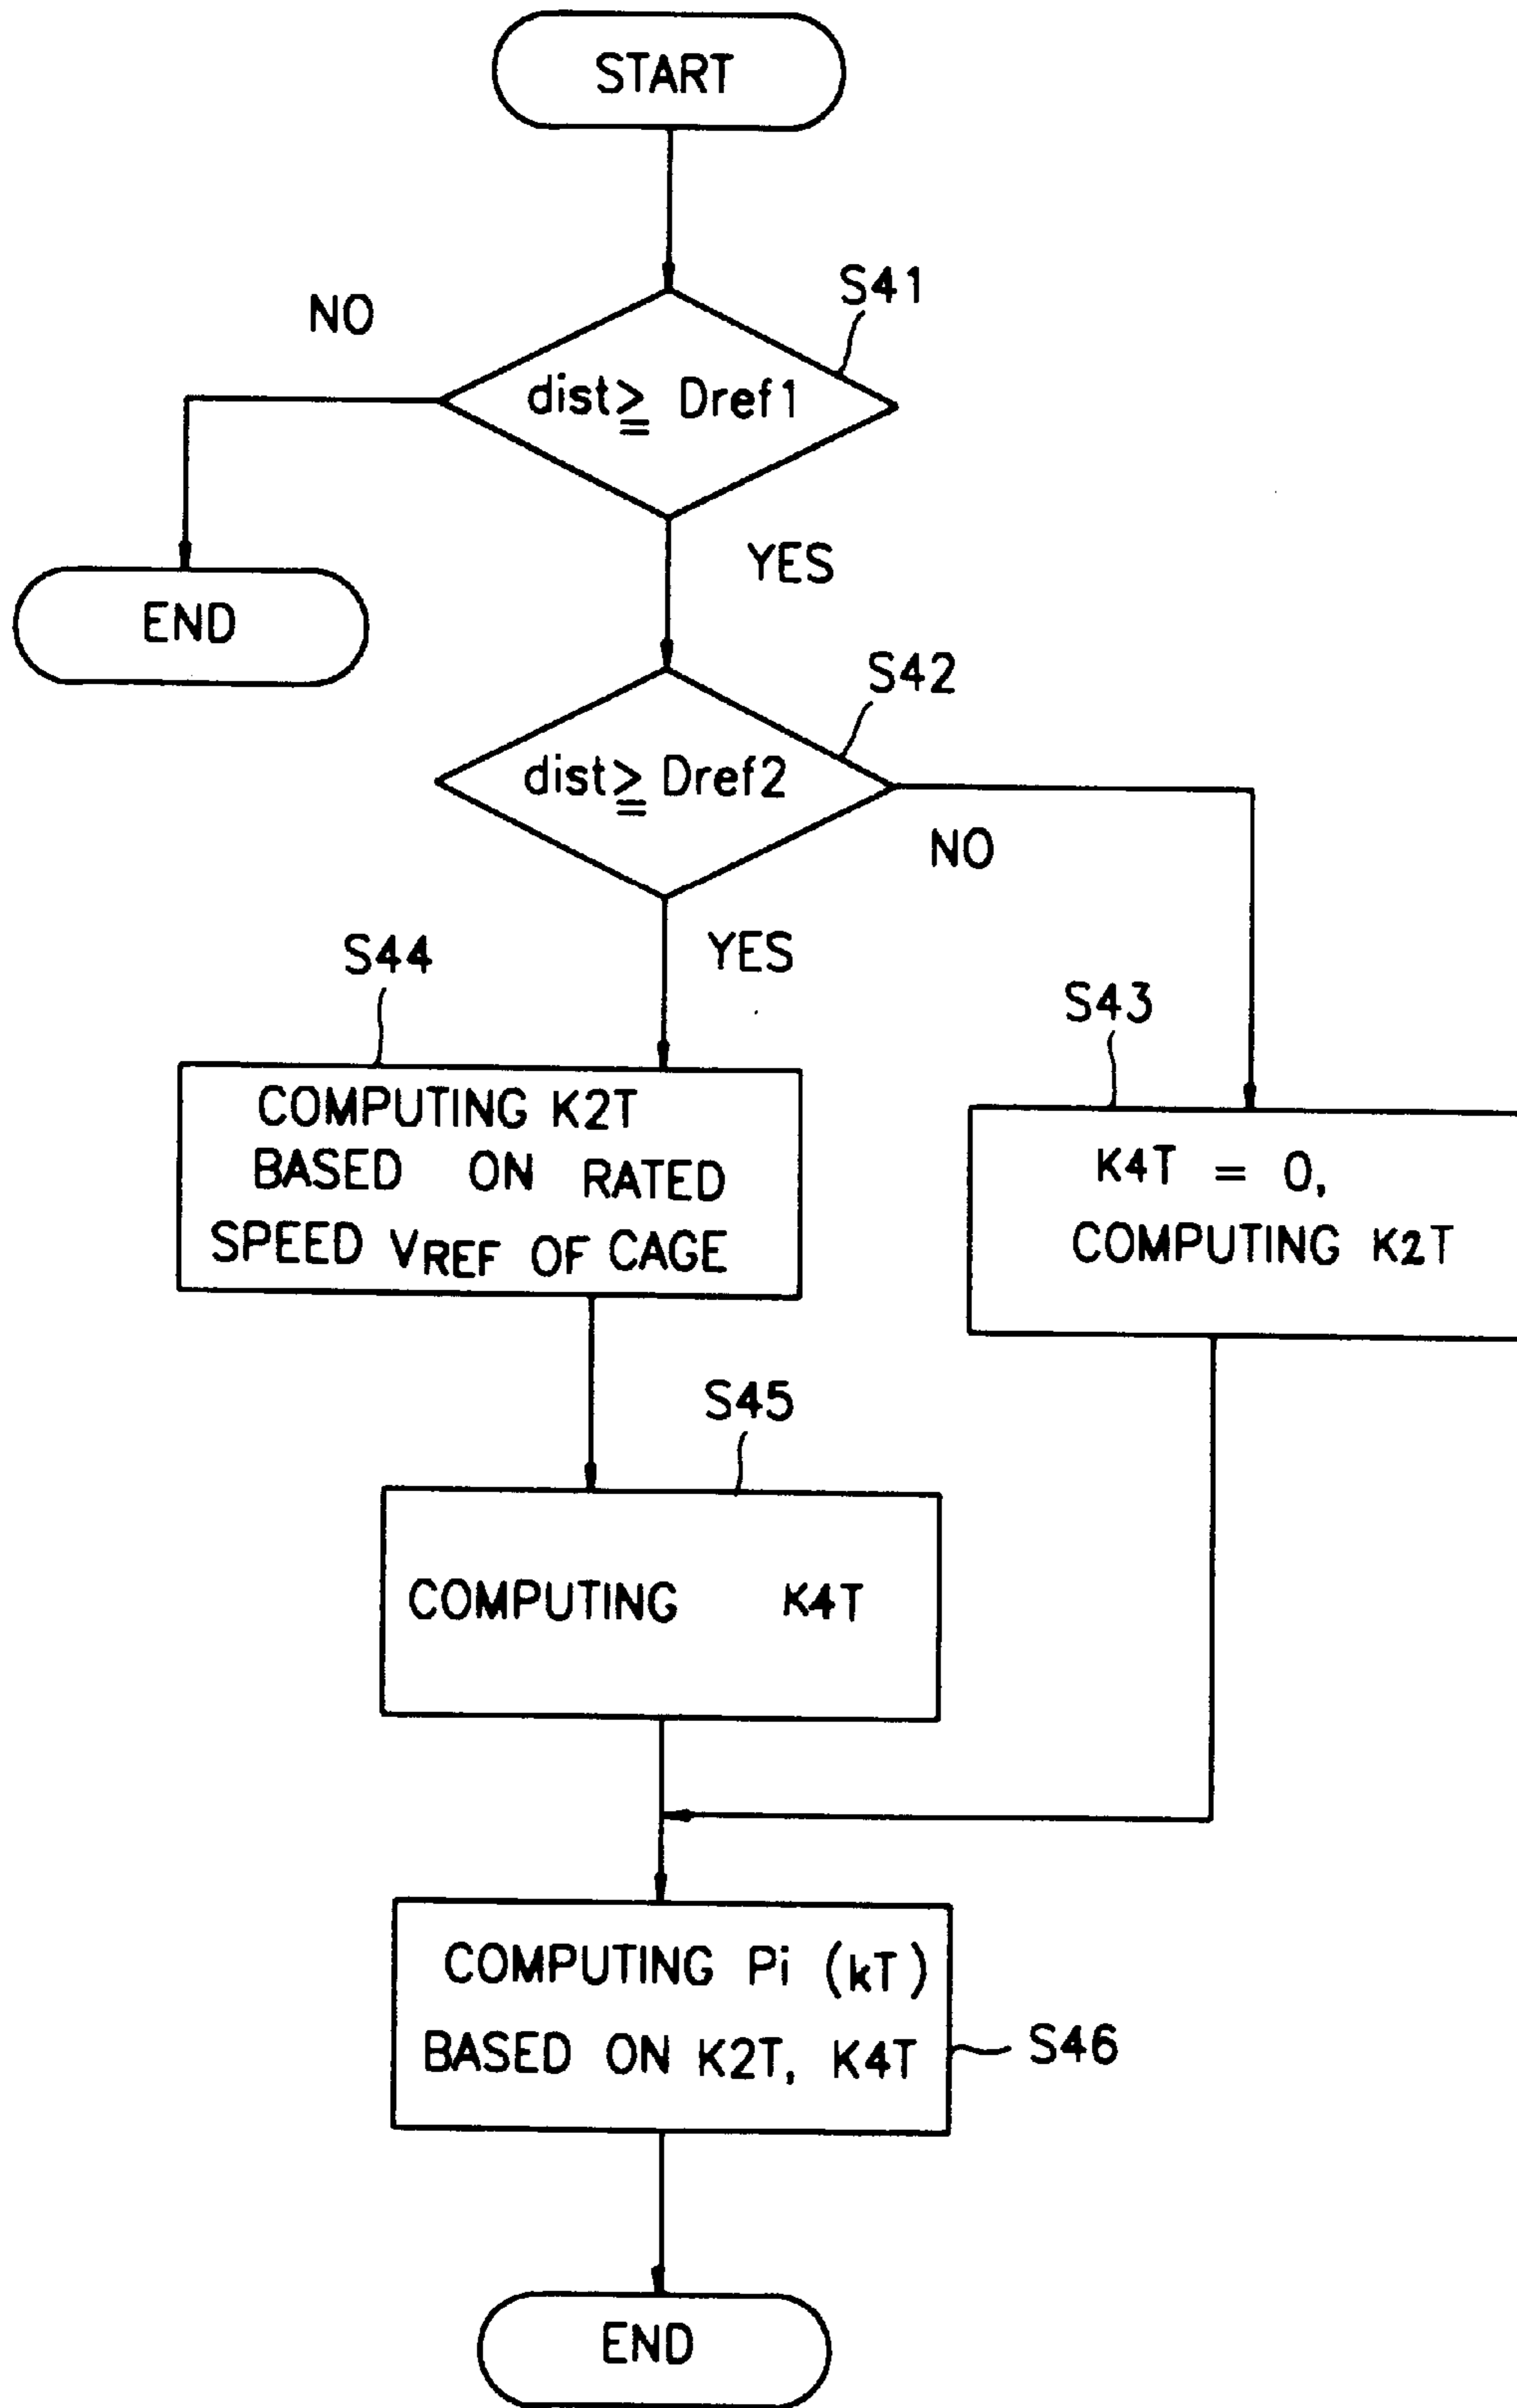 START
S41
NO
dist≧ Dref1
YES
END
S42
dist≧ Dref2
NO
YES
S44
S43
COMPUTING K2T
BASED ON RATED
SPEED VREF OF CAGE
K4T = 0,
COMPUTING K2T
S45
COMPUTING K4T
COMPUTING Pi (kT)
BASED ON K2T, K4T
S46
END